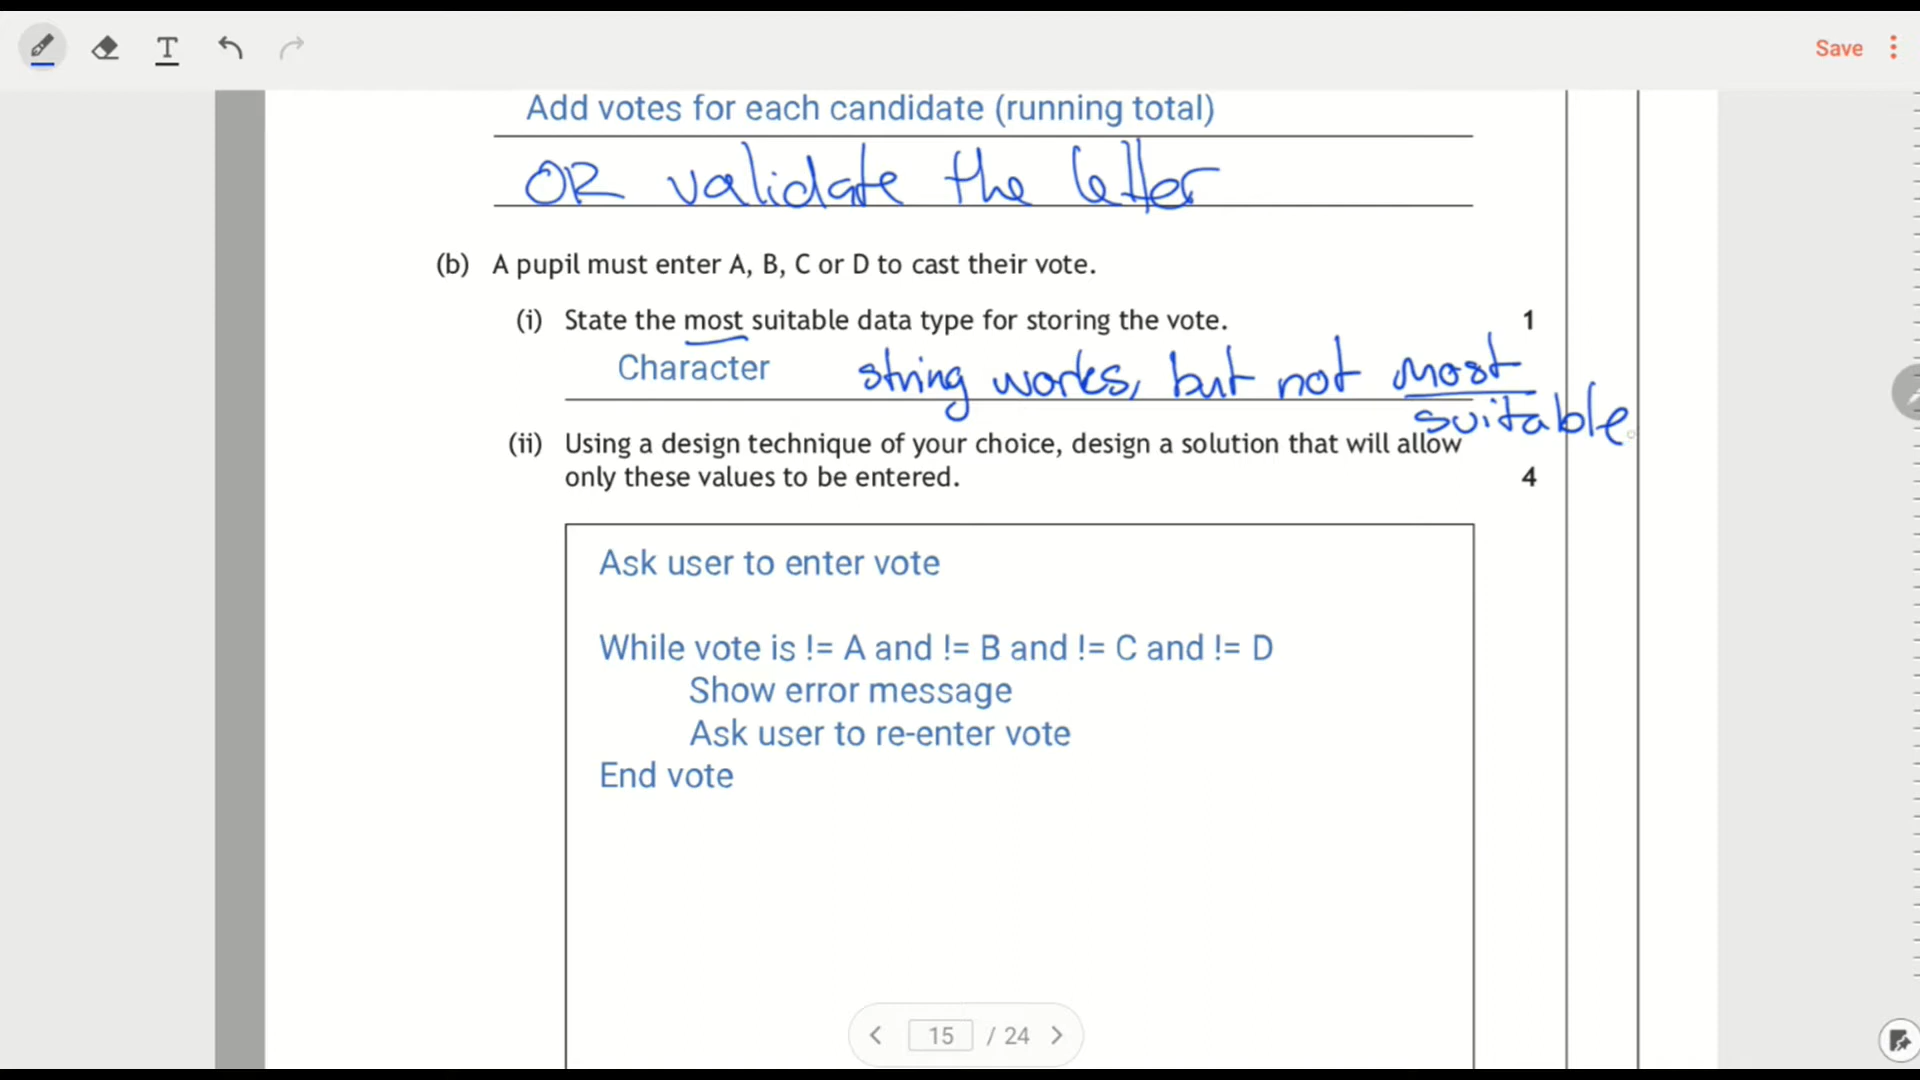 T
Save
Add votes for each candidate (running total)
OR validate the letter
(b) A pupil must enter A, B, C or D to cast their vote.
(i) State the most suitable data type for storing the vote. 1
Character string works, but not most
suitable
(ii) Using a design technique of your choice, design a solution that will allow
only these values to be entered. 4
Ask user to enter vote
While vote is != A and != B and != C and != D
Show error message
Ask user to re-enter vote
End vote
15 / 24